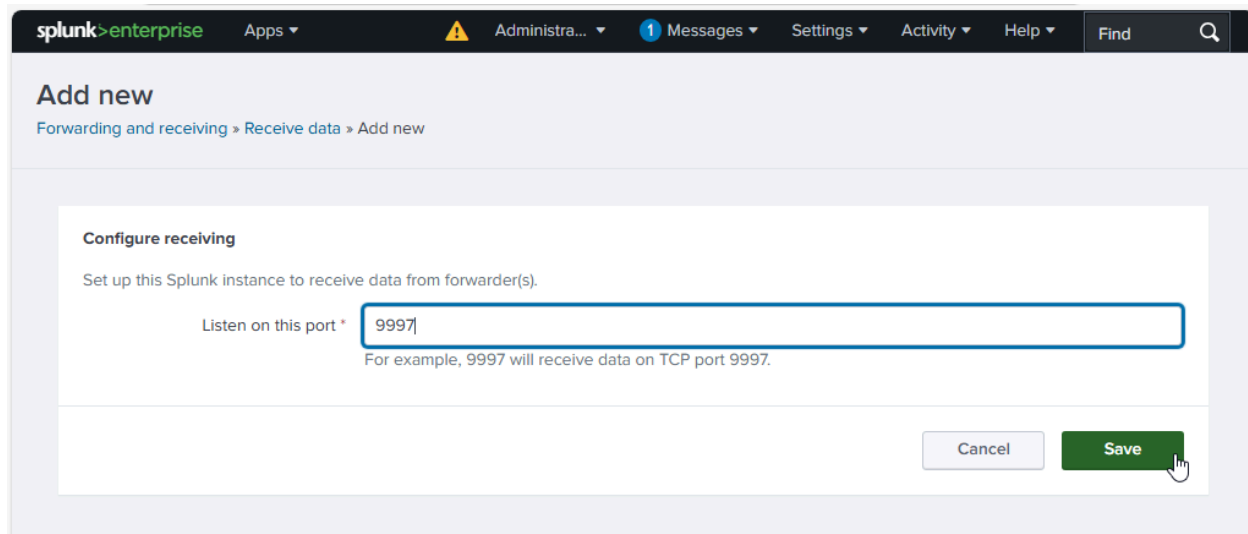 splunk>enterprise Apps ▾ Administra... ▾ 1 Messages ▾ Settings ▾ Activity ▾ Help ▾ Find
Add new
Forwarding and receiving » Receive data » Add new
Configure receiving
Set up this Splunk instance to receive data from forwarder(s).
Listen on this port * 9997
For example, 9997 will receive data on TCP port 9997.
Cancel Save